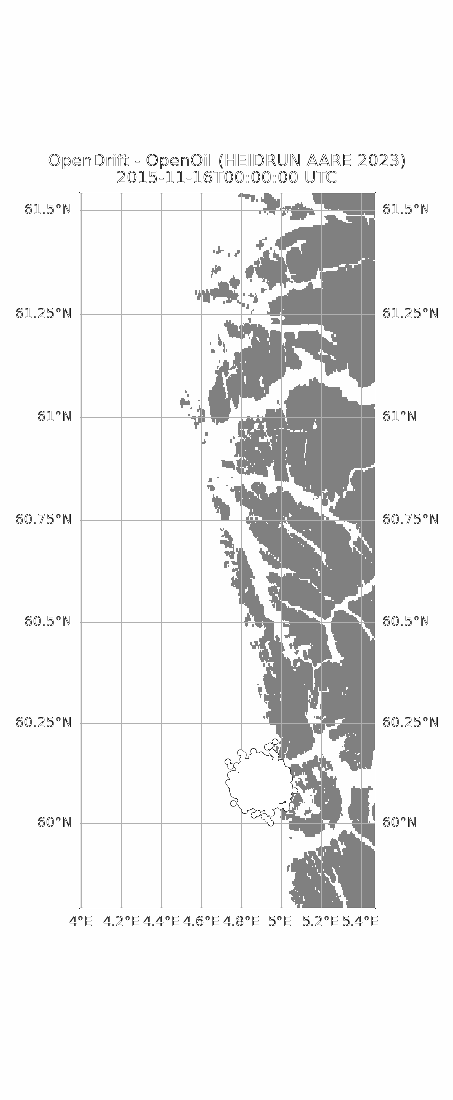 OpenDrift - OpenOil (HEIDRUN AARE 2023)
2015-11-16T00:00:00 UTC
61.5°N 61.5°N
61.25°N 61.25°N
61°N 61°N
60.75°N 60.75°N
60.5°N 60.5°N
60.25°N 60.25°N
60°N 60°N
4°E 4.2°E 4.4°E 4.6°E 4.8°E 5°E 5.2°E 5.4°E